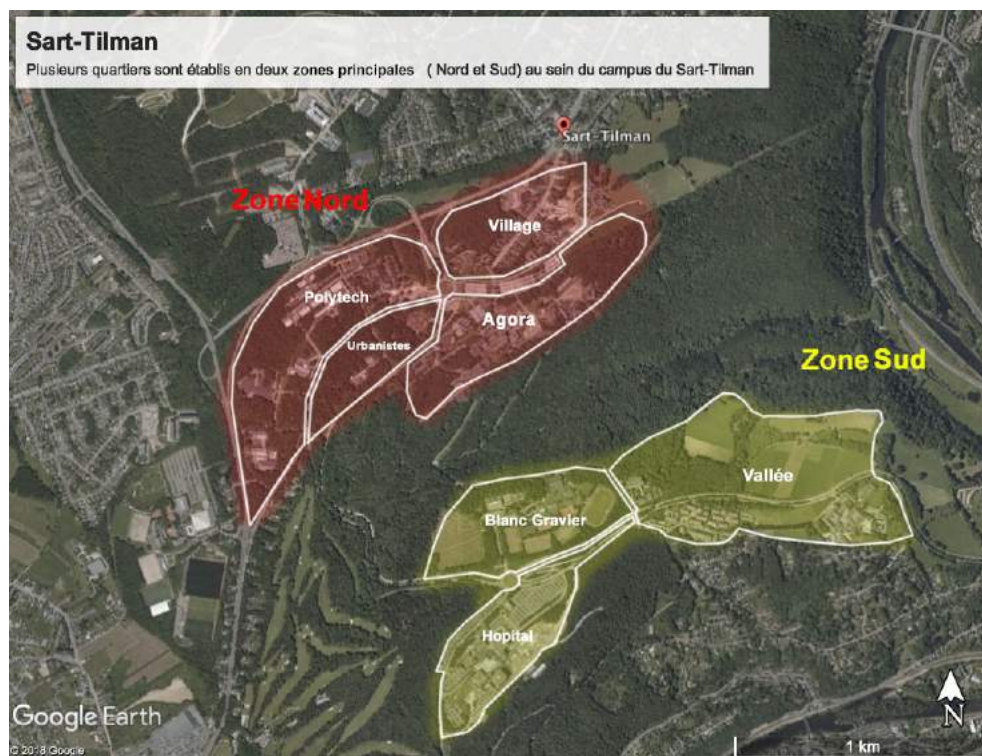 Sart-Tilman
Plusieurs quartiers sont établis en deux zones principales ( Nord et Sud) au sein du campus du Sart-Tilman
Sart-Tilman
Zone Nord
Village
Polytech
Agora
Urbanistes
Zone Sud
Vallée
Blanc Gravier
Hopital
N
Google Earth
© 2018 Google
1 km